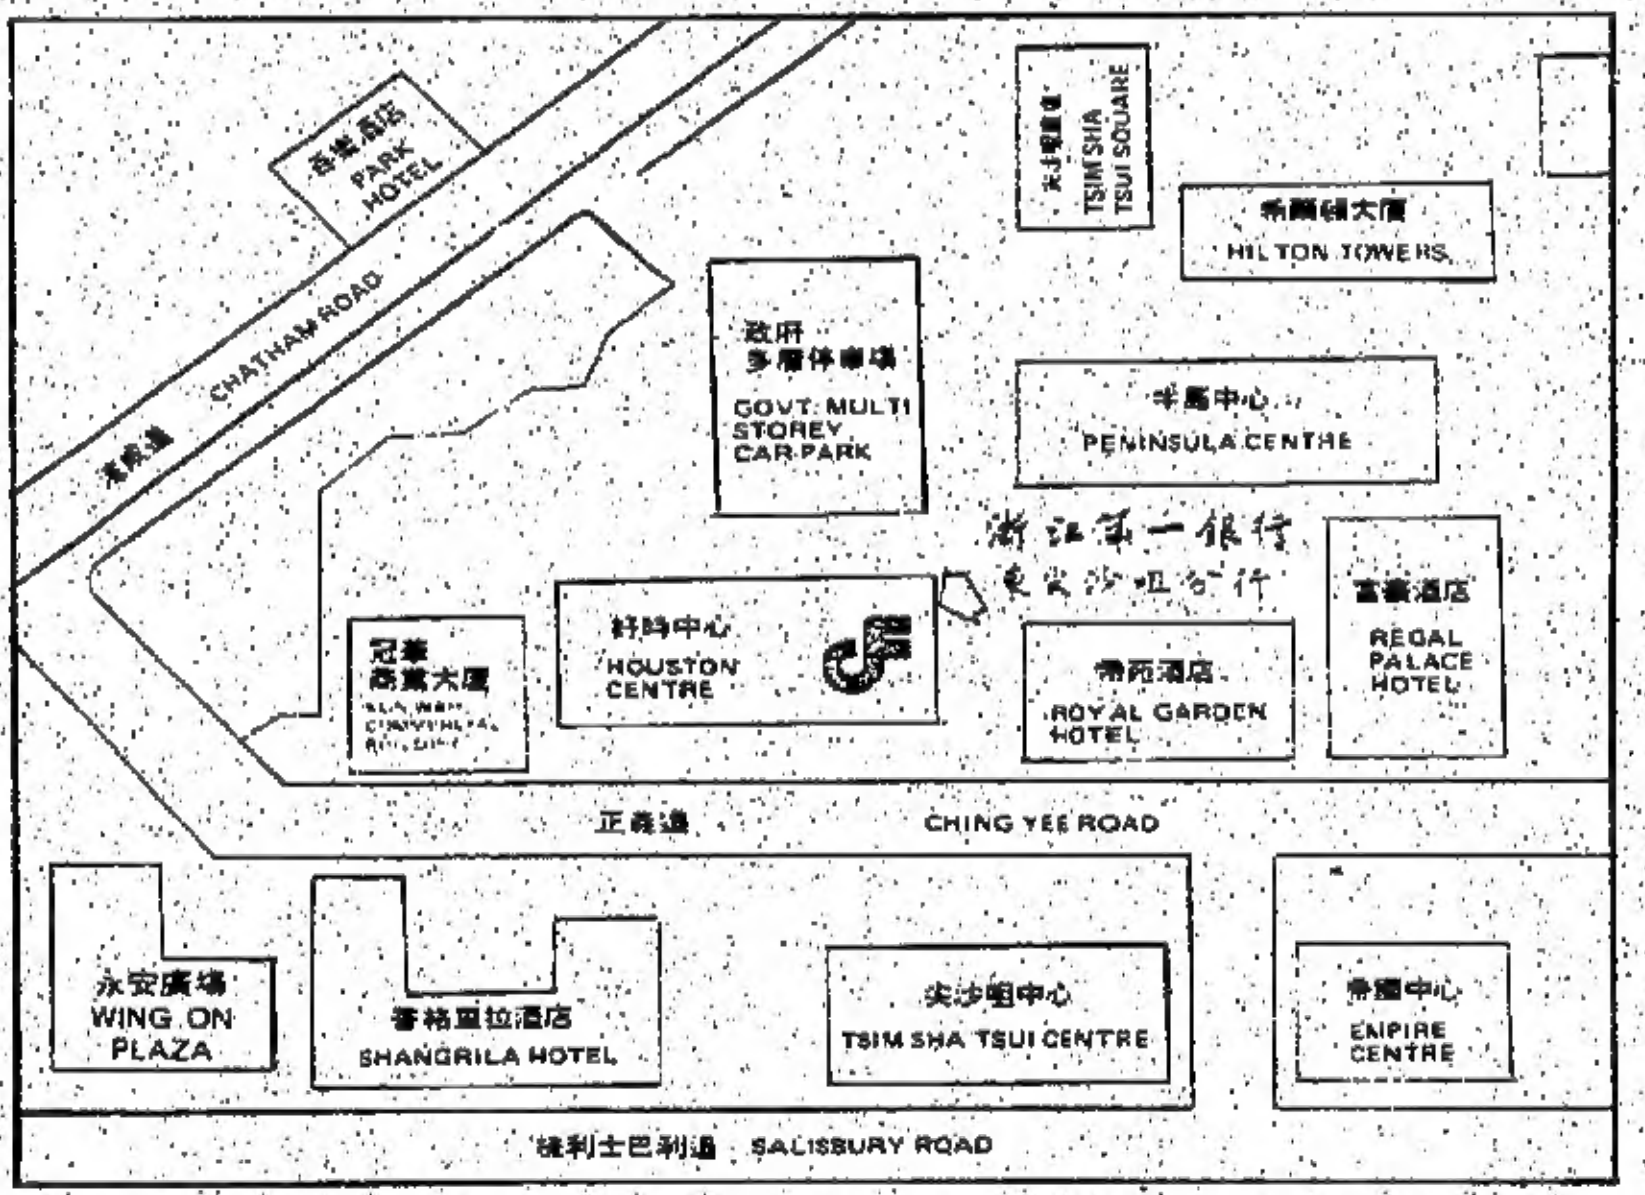 百樂酒店
PARK
HOTEL
尖沙咀廣場
TSIM SHA
TSUI SQUARE
希爾頓大廈
HILTON TOWERS
CHATHAM ROAD
漆咸道
政府
多層停車場
GOVT. MULTI
STOREY
CAR PARK
半島中心
PENINSULA CENTRE
浙江第一銀行
東尖沙咀分行
富豪酒店
REGAL
PALACE
HOTEL
冠華
商業大廈
BUILDING
好時中心
HOUSTON
CENTRE
帝苑酒店
ROYAL GARDEN
HOTEL
正義道 CHING YEE ROAD
永安廣場
WING ON
PLAZA
香格里拉酒店
SHANGRILA HOTEL
尖沙咀中心
TSIM SHA TSUI CENTRE
帝國中心
EMPIRE
CENTRE
梳利士巴利道 SALISBURY ROAD